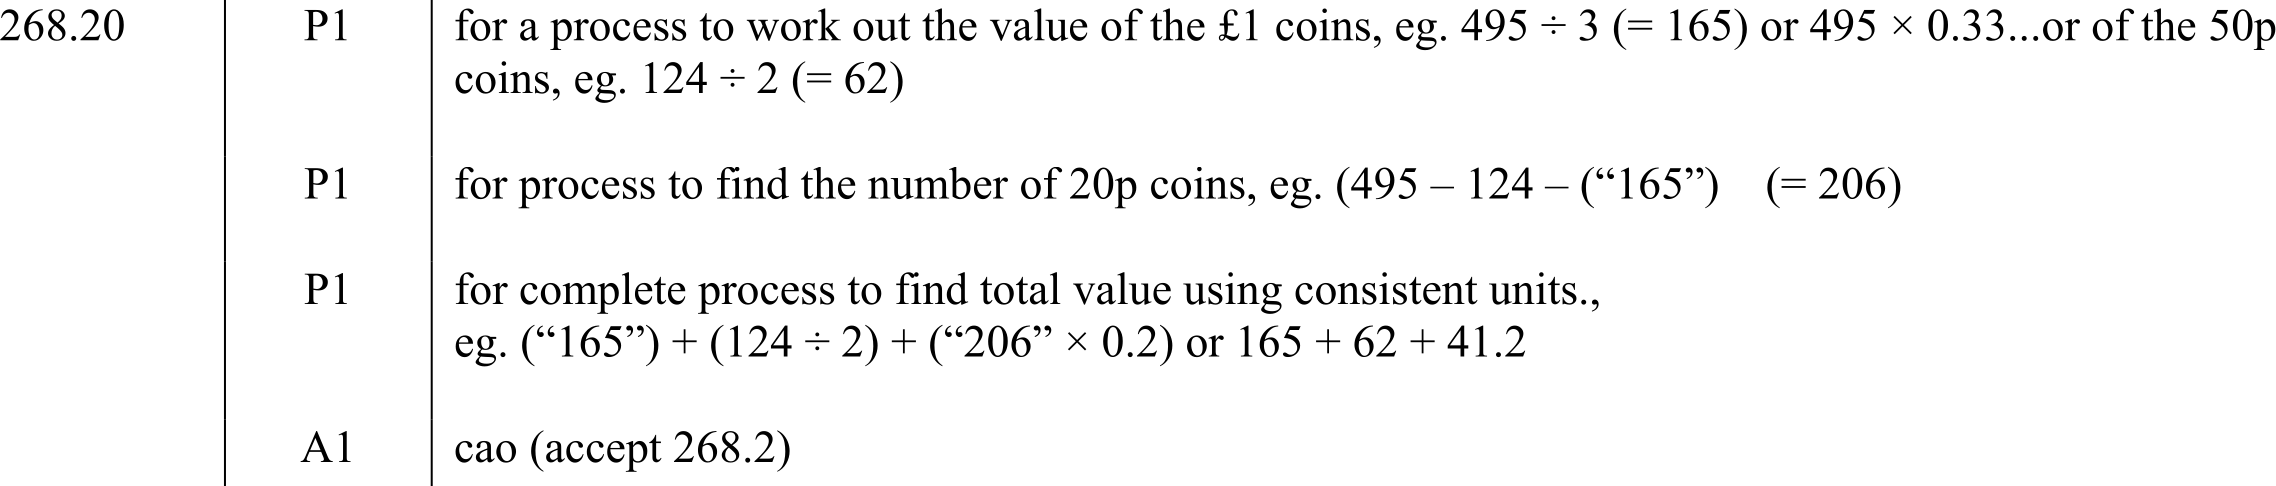 268.20 P1 for a process to work out the value of the £1 coins, eg. 495 ÷ 3 (= 165) or 495 × 0.33...or of the 50p
coins, eg. 124 ÷ 2 (= 62)
P1 for process to find the number of 20p coins, eg. (495 – 124 – (“165”) (= 206)
P1 for complete process to find total value using consistent units.,
eg. (“165”) + (124 ÷ 2) + (“206” × 0.2) or 165 + 62 + 41.2
A1 cao (accept 268.2)